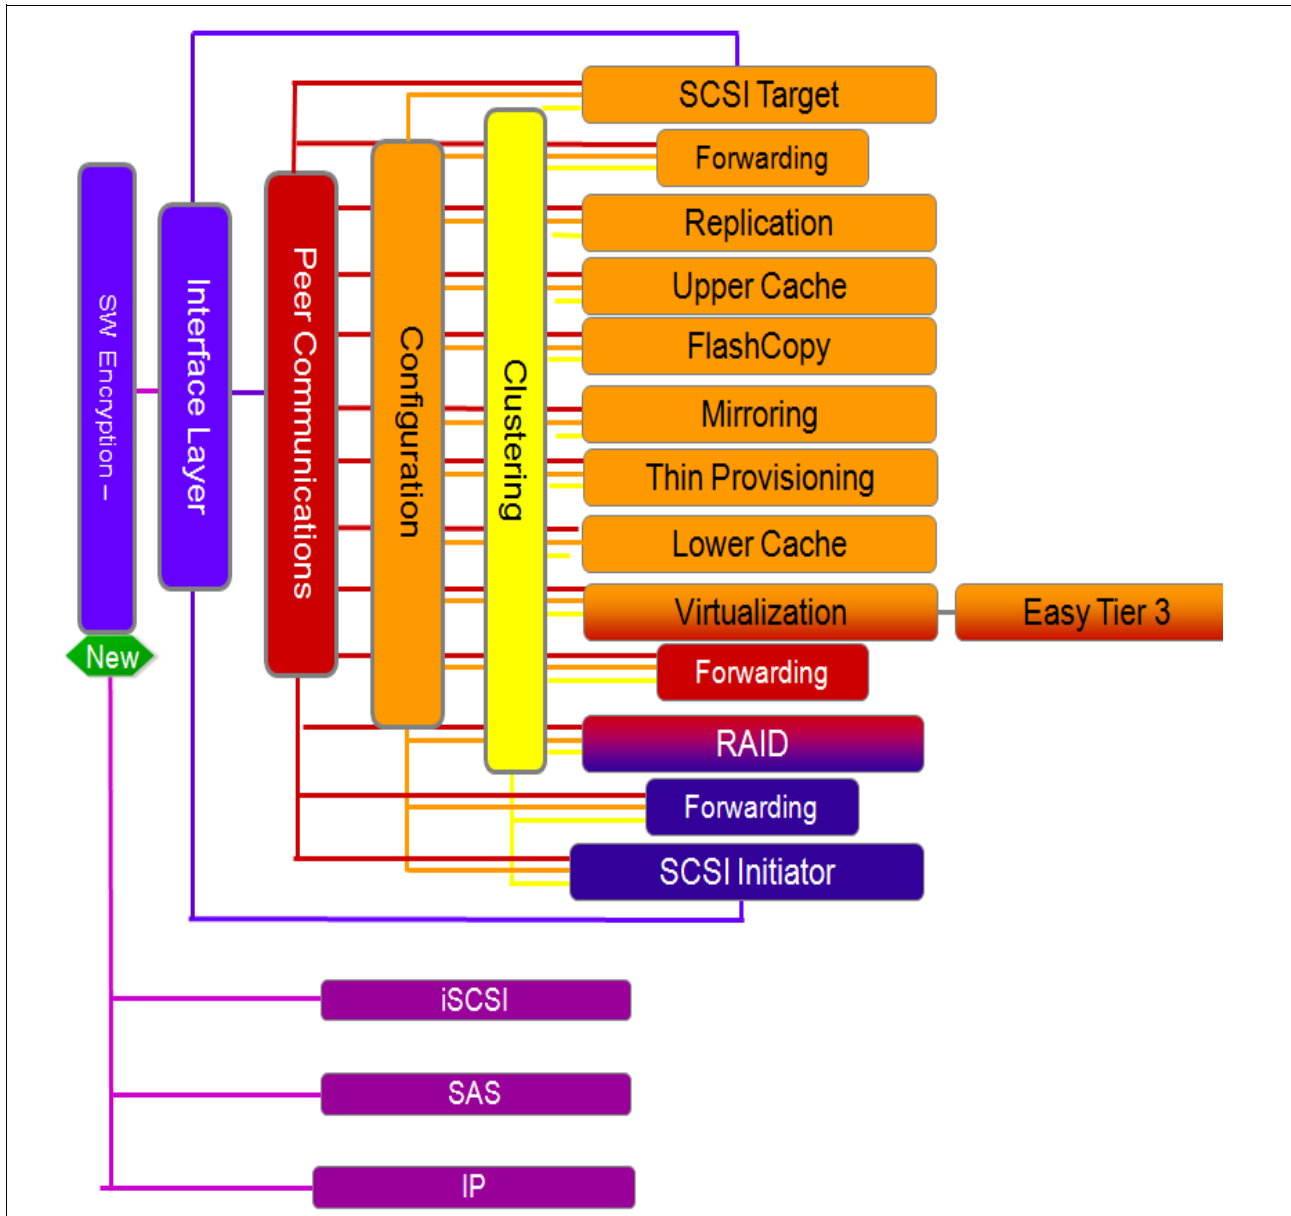 SCSI Target
Forwarding
Replication
Upper Cache
FlashCopy
Mirroring
Thin Provisioning
Lower Cache
Virtualization
Easy Tier 3
Forwarding
RAID
Forwarding
SCSI Initiator
SW Encryption –
New
Interface Layer
Peer Communications
Configuration
Clustering
iSCSI
SAS
IP